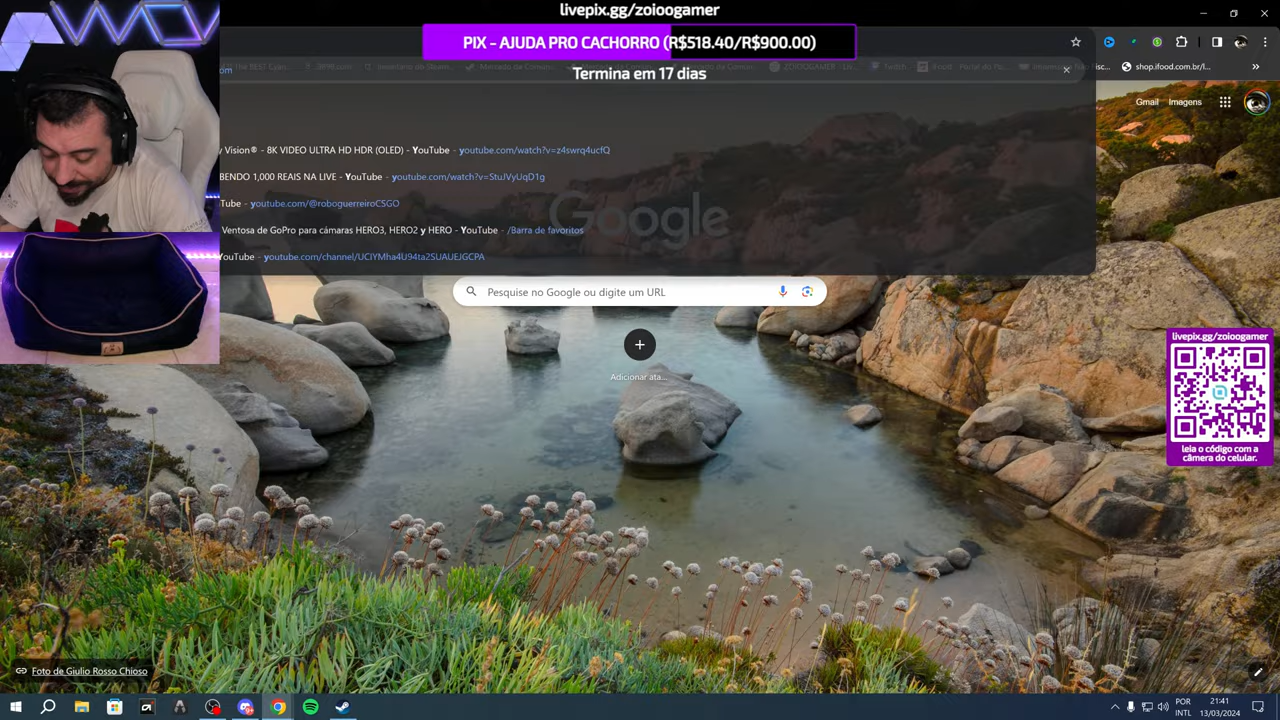 livepix.gg/zoioogamer
PIX - AJUDA PRO CACHORRO (R$518.40/R$900.00)
Termina em 17 dias
om
shop.ifood.com.br/l...
Gmail
Imagens
Vision® - 8K VIDEO ULTRA HD HDR (OLED) - YouTube - youtube.com/watch?v=z4swrq4ucfQ
BENDO 1,000 REAIS NA LIVE - YouTube - youtube.com/watch?v=StuJVyUqD1g
Tube - youtube.com/@roboguerreiroCSGO
Ventosa de GoPro para cámaras HERO3, HERO2 y HERO - YouTube - /Barra de favoritos
YouTube - youtube.com/channel/UCIYMha4U94ta2SUAUEJGCPA
Google
Pesquise no Google ou digite um URL
Adicionar ata...
livepix.gg/zoioogamer
leia o código com a
câmera do celular.
Foto de Giulio Rosso Chioso
POR
INTL
21:41
13/03/2024